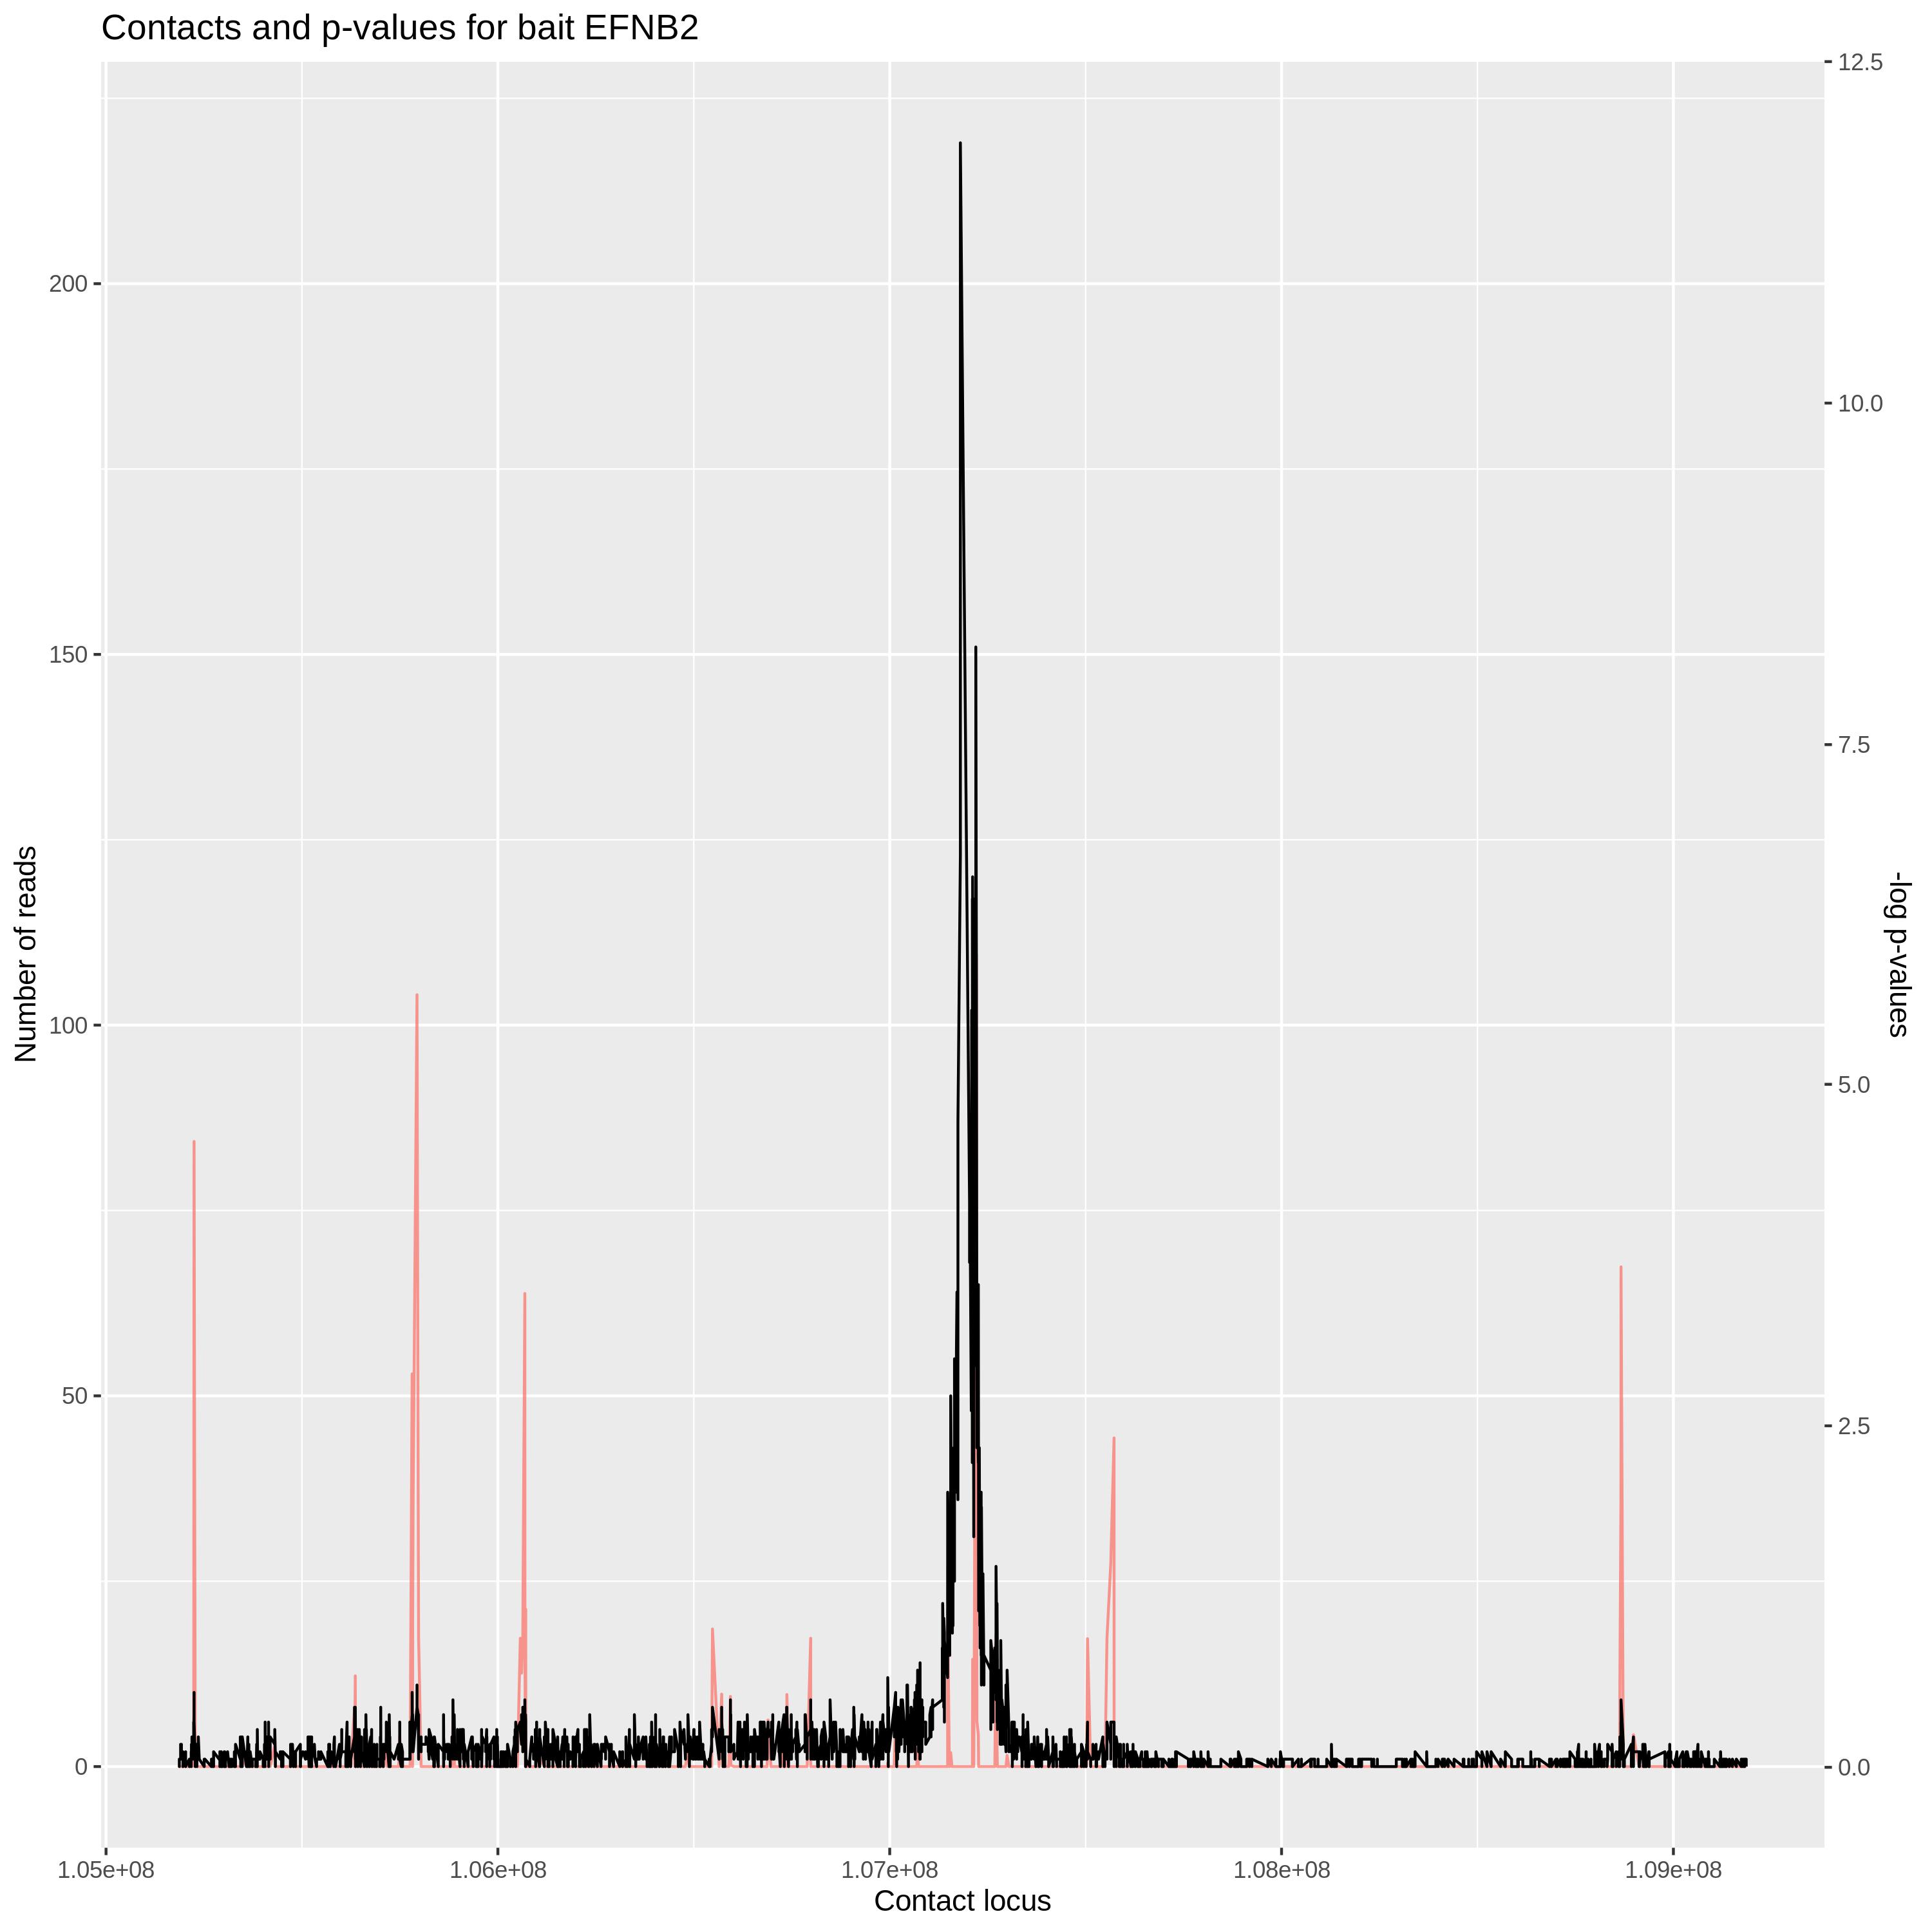 Contacts and p-values for bait EFNB2
12.5
10.0
7.5
5.0
2.5
0.0
200
150
100
50
0
Number of reads
-log p-values
1.05e+08
1.06e+08
1.07e+08
1.08e+08
1.09e+08
Contact locus